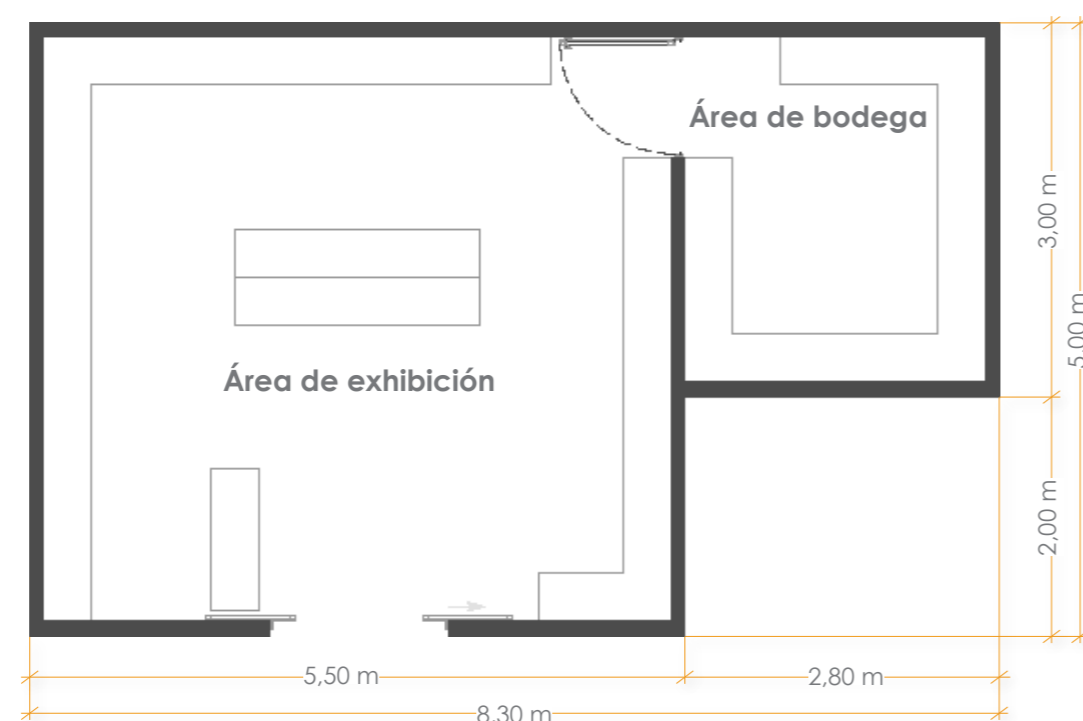 Área de bodega
3,00 m
5,00 m
Área de exhibición
2,00 m
5,50 m
2,80 m
8,30 m